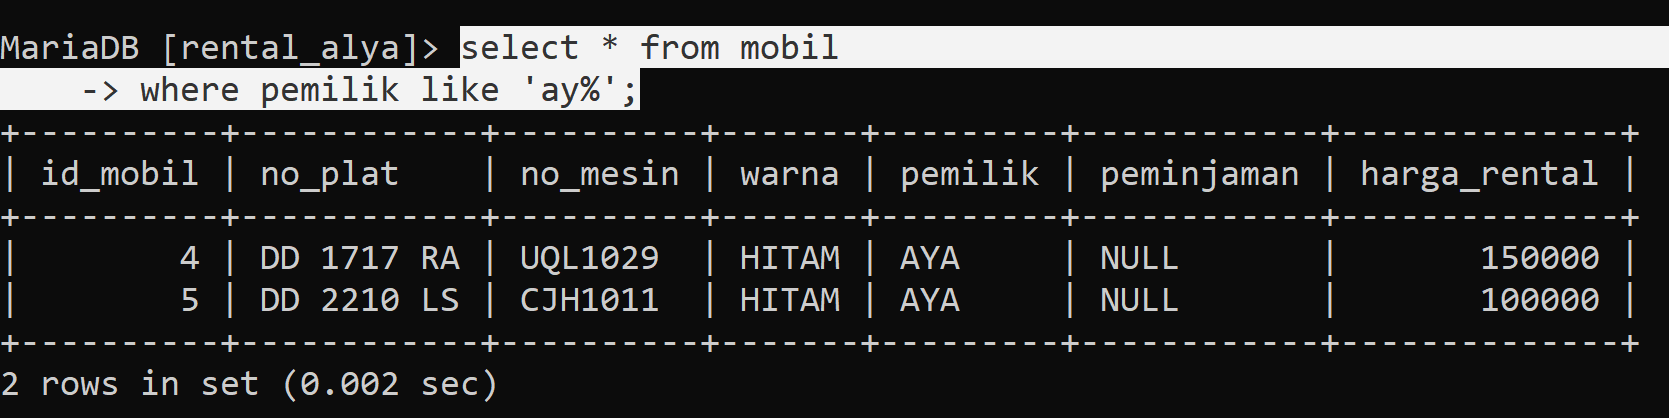 MariaDB [rental_alya]> select * from mobil
    -> where pemilik like 'ay%';
+----------+------------+----------+-------+---------+------------+--------------+
| id_mobil | no_plat    | no_mesin | warna | pemilik | peminjaman | harga_rental |
+----------+------------+----------+-------+---------+------------+--------------+
|        4 | DD 1717 RA | UQL1029  | HITAM | AYA     | NULL       |       150000 |
|        5 | DD 2210 LS | CJH1011  | HITAM | AYA     | NULL       |       100000 |
+----------+------------+----------+-------+---------+------------+--------------+
2 rows in set (0.002 sec)